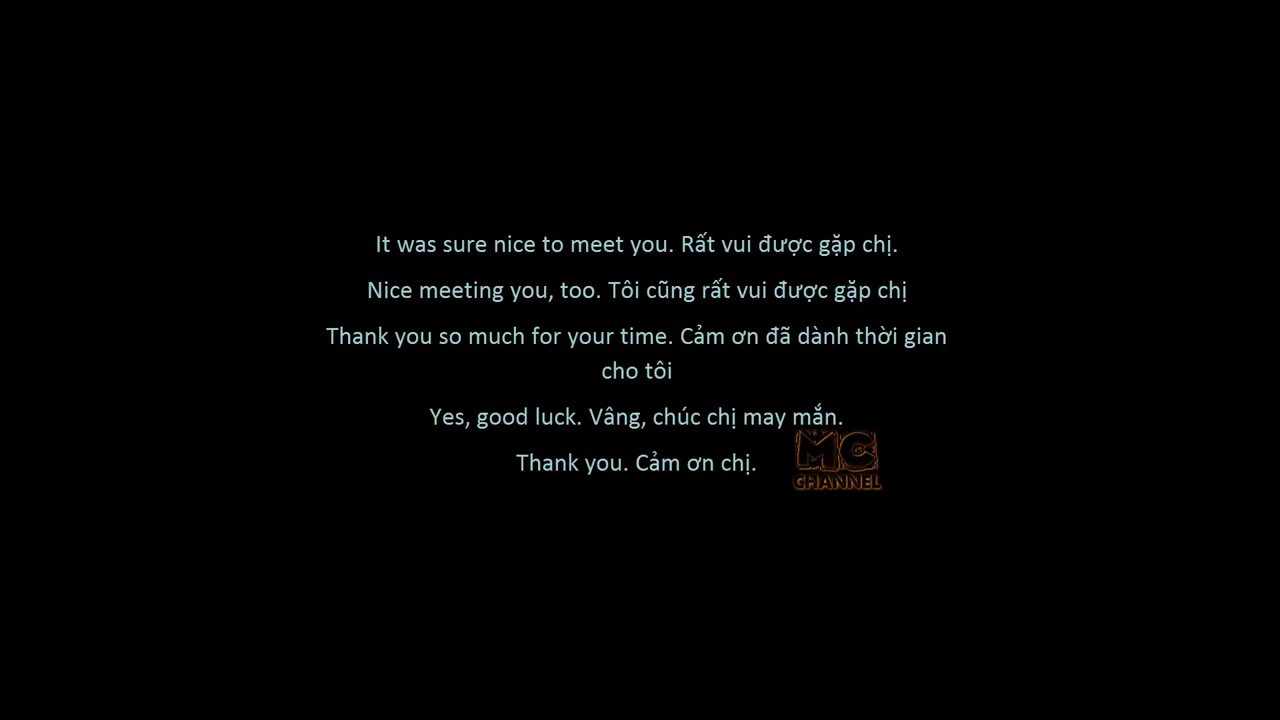 It was sure nice to meet you. Rất vui được gặp chị.
Nice meeting you, too. Tôi cũng rất vui được gặp chị
Thank you so much for your time. Cảm ơn đã dành thời gian
cho tôi
Yes, good luck. Vâng, chúc chị may mắn.
Thank you. Cảm ơn chị.
MC
CHANNEL